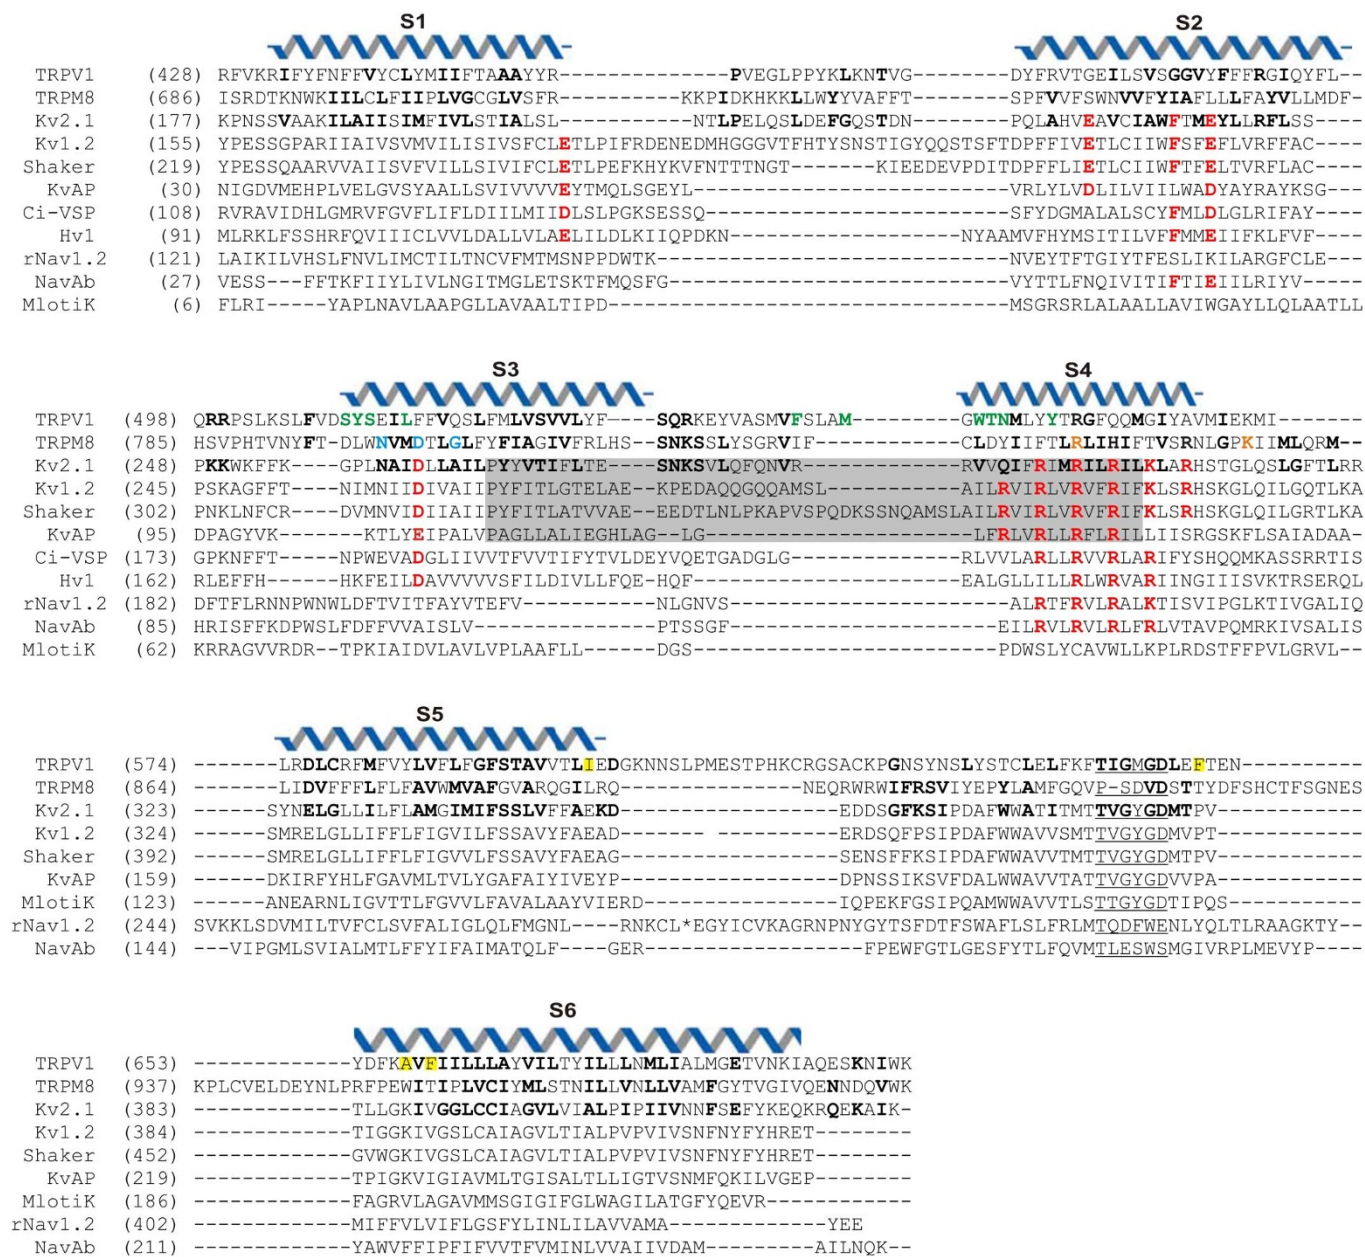 S1 S2
TRPV1 (428) RFVKRIFYFNFFVYCLYMIIFTAAAYYR--------------PVEGLPPYKLKNTVG------DYFRVTGEILSVSGGVYFFFRGIQYFL-
TRPM8 (686) ISRDTKNWKIILCLFIIPLVGCGLVSFR----------KKPIDKHKKLLWYYVAFFT------SPFVVFSWNVVFYIAFLLLFAYVLLMDF-
Kv2.1 (177) KPNSSVAAKILAIISIMFIVLSTIALSL-----------NTLPELQSLDEFGQSTDN------PQLAHVEAVCIAWFTMEYLLRFLSS----
Kv1.2 (155) YPESSGPARIIAIVSVMVILISIVSFCLETLPIFRDENEDMHGGGVTFHTYSNSTIGYQQSTSFTDPFFIVETLCIIWFSFEFLVRFFAC----
Shaker (219) YPESSQAARVVAIISVFVILLSIVIFCLETLPEFKHYKVFNTTTNGT-------KIEEDEVPDITDPFFLIETLCIIWFTFELTVRFLAC----
KvAP (30) NIGDVMEHPLVELGVSYAALLSVIVVVVEYTMQLSGEYL--------------------------VRLYLVDLILVIILWADYAYRAYKSG---
Ci-VSP (108) RVRAVIDHLGMRVFGVFLIFLDIILMIIDLSLPGKSESSQ-------------------------SFYDGMALALSCYFMLDLGLRIFAY----
Hv1 (91) MLRKLFSSHRFQVIIICLVVLDALLVLAELILDLKIIQPDKN-------------------NYAAMVFHYMSITILVFFMMEIIFKLFVF---
rNav1.2 (121) LAIKILVHSLFNVLIMCTILTNCVFMTMSNPPDWTK-----------------------------NVEYTFTGIYTFESLIKILARGFCLE---
NavAb (27) VESS---FFTKFIIYLIVLNGITMGLETSKTFMQSFG----------------------------VYTTLFNQIVITIFTIEIILRIYV-----
MlotiK (6) FLRI-----YAPLNAVLAAPGLLAVAALTIPD---------------------------------MSGRSRLALAALLAVIWGAYLLQLAATLL
S3 S4
TRPV1 (498) QRRPSLKSLFVDSYSEILFFVQSLFMLVSVVLYF---SQRKEYVASMVFSLAM---------GWTNMLYYTRGFQQMGIYAVMIEKMI------
TRPM8 (785) HSVPHTVNYFT--DLWNVMDTLGLFYFIAGIVFRLHS--SNKSSLYSGRVIF-----------CLDYIIFTLRLIHIFTVSRNLGPKIIMLQRM-
Kv2.1 (248) PKKWKFFK-----GPLNAIDLLAILPYYVTIFLTE---SNKSVLQFQNVR-------------RVVQIFRIMRILRILKLARHSTGLQSLGFTLRR
Kv1.2 (245) PSKAGFFT-----NIMNIIDIVAIIPYFITLGTELAE--KPEDAQQGQQAMSL----------AILRVIRLVRVFRIFKLSRHSKGLQILGQTLKA
Shaker (302) PNKLNFCR-----DVMNVIDIIAIIPYFITLATVVAE--EEDTLNLPKAPVSPQDKSSNQAMSLAILRVIRLVRVFRIFKLSRHSKGLQILGRTLKA
KvAP (95) DPAGYVK------KTLYEIPALVPAGLLALIEGHLAG--LG---------------------LFRLVRLLRFLRILLIISRGSKFLSAIADAA--
Ci-VSP (173) GPKNFFT------NPWEVADGLIIVVTFVVTIFYTVLDEYVQETGADGLG---------RLVVLARLLRVVRLARIFYSHQQMKASSRRTIS
Hv1 (162) RLEFFH-------HKFEILDAVVVVVSFILDIVLLFQE-HQF-----------------EALGLLILLRLWRVARIINGIIISVKTRSERQL
rNav1.2 (182) DFTFLRNNPWNWLDFTVITFAYVTEFV----------NLGNVS---------------ALRTFRVLRALKTISVIPGLKTIVGALIQ
NavAb (85) HRISFFKDPWSLFDFFVVAISLV-------------PTSSGF---------------EILRVLRVLRLFRLVTAVPQMRKIVSALIS
MlotiK (62) KRRAGVVRDR--TPKIAIDVLAVLVPLAAFLL-----DGS------------------PDWSLYCAVWLLKPLRDSTFFPVLGRVL-
S5
TRPV1 (574) -------LRDLCRFMFVYLVFLFGFSTAVVTLIEDGKNNSLPMESTPHKCRGSACKPGNSYNSLYSTCLELFKFTIGMGDLEFTEN---------
TRPM8 (864) ------LIDVFFFLFLFAVWMVAFGVARQGILRQ---------------NEQRWRWIFRSVIYEPYLAMFGQVP-SDVDSTTYDFSHCTFSGNES
Kv2.1 (323) ------SYNELGLLILFLAMGIMIFSSLVFFAEKD--------------------EDDSGFKSIPDAFWWATITMTTVGYGDMTPV-----------
Kv1.2 (324) ------SMRELGLLIFFLFIGVILFSSAVYFAEAD------- ---------ERDSQFPSIPDAFWWAVVSMTTVGYGDMVPT-----------
Shaker (392) ------SMRELGLLIFFLFIGVVLFSSAVYFAEAG-----------------SENSFFKSIPDAFWWAVVTMTTVGYGDMTPV-----------
KvAP (159) ------DKIRFYHLFGAVMLTVLYGAFAIYIVEYP-----------------DPNSSIKSVFDALWWAVVTATTVGYGDVVPA-----------
MlotiK (123) ------ANEARNLIGVTTLFGVVLFAVALAAYVIERD---------------IQPEKFGSIPQAMWWAVVTLSTTGYGDTIPQS-----------
rNav1.2 (244) SVKKLSDVMILTVFCLSVFALIGLQLFMGNL----RNKCL*EGYICVKAGRNPNYGYTSFDTFSWAFLSLFRLMTQDFWENLYQLTLRAAGKTY--
NavAb (144) ---VIPGMLSVIALMTLFFYIFAIMATQLF----GER------------------FPEWFGTLGESFYTLFQVMTLESWSMGIVRPLMEVYP----
S6
TRPV1 (653) -------------YDFKAVFIILLLAYVILTYILLLNMLIALMGETVNKIAQESKNIWK
TRPM8 (937) KPLCVELDEYNLPRFPEWITIPLVCIYMLSTNILLVNLLVAMFGYTVGIVQENNDQVWK
Kv2.1 (383) -------------TLLGKIVGGLCCIAGVLVIALPIPIIVNNFSEFYKEQKRQEKAIK-
Kv1.2 (384) -------------TIGGKIVGSLCAIAGVLTIALPVPVIVSNFNYFYHRET--------
Shaker (452) -------------GVWGKIVGSLCAIAGVLTIALPVPVIVSNFNYFYHRET--------
KvAP (219) -------------TPIGKVIGIAVMLTGISALTLLIGTVSNMFQKILVGEP--------
MlotiK (186) -------------FAGRVLAGAVMMSGIGIFGLWAGILATGFYQEVR------------
rNav1.2 (402) -------------MIFFVLVIFLGSFYLINLILAVVAMA------------YEE
NavAb (211) -------------YAWVFFIPFIFVVTFVMINLVVAIIVDAM---------AILNQK--